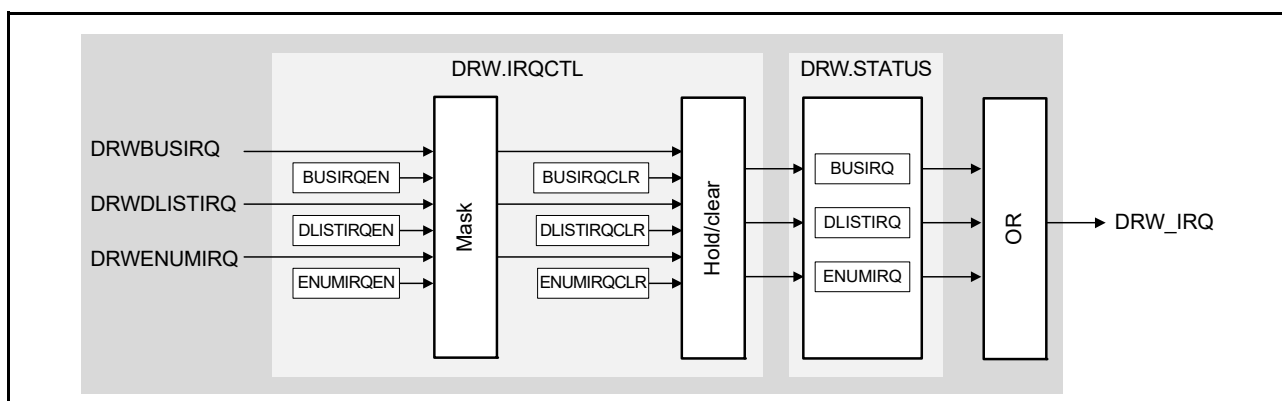 DRW.IRQCTL
DRW.STATUS
DRWBUSIRQ
BUSIRQEN
DRWDLISTIRQ
DLISTIRQEN
DRWENUMIRQ
ENUMIRQEN
Mask
BUSIRQCLR
DLISTIRQCLR
ENUMIRQCLR
Hold/clear
BUSIRQ
DLISTIRQ
ENUMIRQ
OR
DRW_IRQ